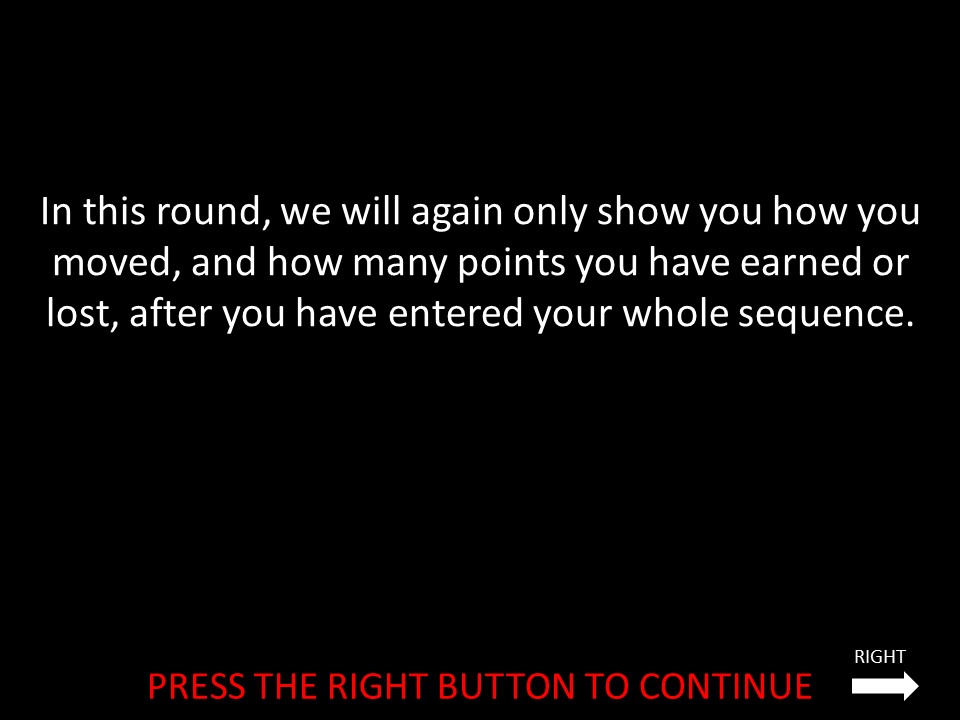 In this round, we will again only show you how you
moved, and how many points you have earned or
lost, after you have entered your whole sequence.
RIGHT
PRESS THE RIGHT BUTTON TO CONTINUE